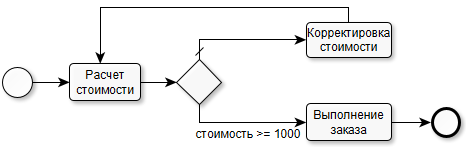 Корректировка
стоимости
Расчет
стоимости
Выполнение
заказа
стоимость >= 1000